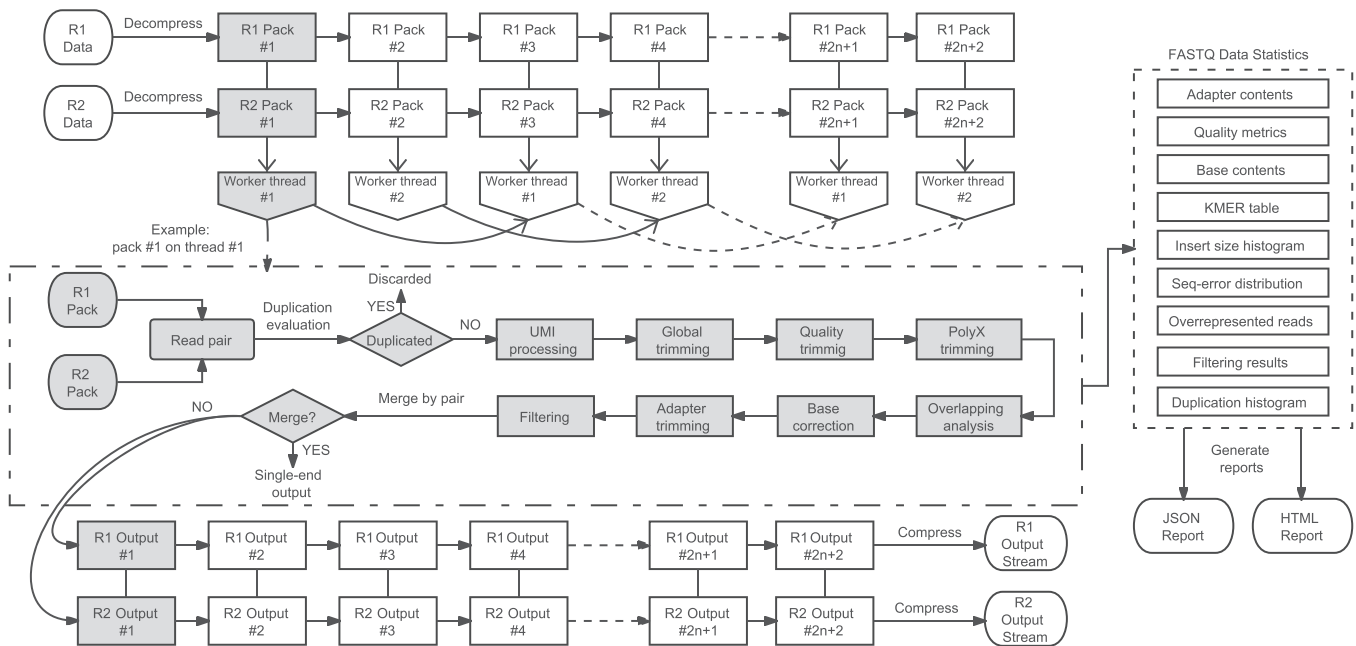 R1
Data
Decompress
R1 Pack
#1
R1 Pack
#2
R1 Pack
#3
R1 Pack
#4
R1 Pack
#2n+1
R1 Pack
#2n+2
R2
Data
Decompress
R2 Pack
#1
R2 Pack
#2
R2 Pack
#3
R2 Pack
#4
R2 Pack
#2n+1
R2 Pack
#2n+2
Worker thread
#1
Worker thread
#2
Worker thread
#1
Worker thread
#2
Worker thread
#1
Worker thread
#2
Example:
pack #1 on thread #1
R1
Pack
R2
Pack
Read pair
Duplication
evaluation
Discarded
YES
Duplicated
NO
UMI
processing
Global
trimming
Quality
trimmig
PolyX
trimming
Overlapping
analysis
Base
correction
Adapter
trimming
Filtering
Merge by pair
Merge?
NO
YES
Single-end
output
R1 Output
#1
R1 Output
#2
R1 Output
#3
R1 Output
#4
R1 Output
#2n+1
R1 Output
#2n+2
Compress
R1
Output
Stream
R2 Output
#1
R2 Output
#2
R2 Output
#3
R2 Output
#4
R2 Output
#2n+1
R2 Output
#2n+2
Compress
R2
Output
Stream
FASTQ Data Statistics
Adapter contents
Quality metrics
Base contents
KMER table
Insert size histogram
Seq-error distribution
Overrepresented reads
Filtering results
Duplication histogram
Generate
reports
JSON
Report
HTML
Report